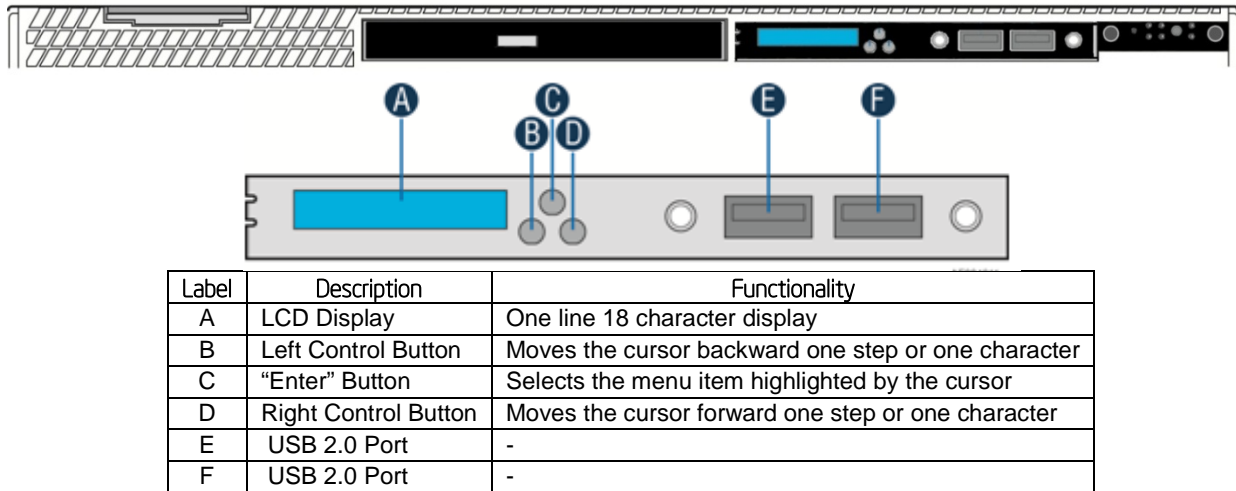 A
C
E
F
B
D
Label Description Functionality
A LCD Display One line 18 character display
B Left Control Button Moves the cursor backward one step or one character
C “Enter” Button Selects the menu item highlighted by the cursor
D Right Control Button Moves the cursor forward one step or one character
E USB 2.0 Port -
F USB 2.0 Port -